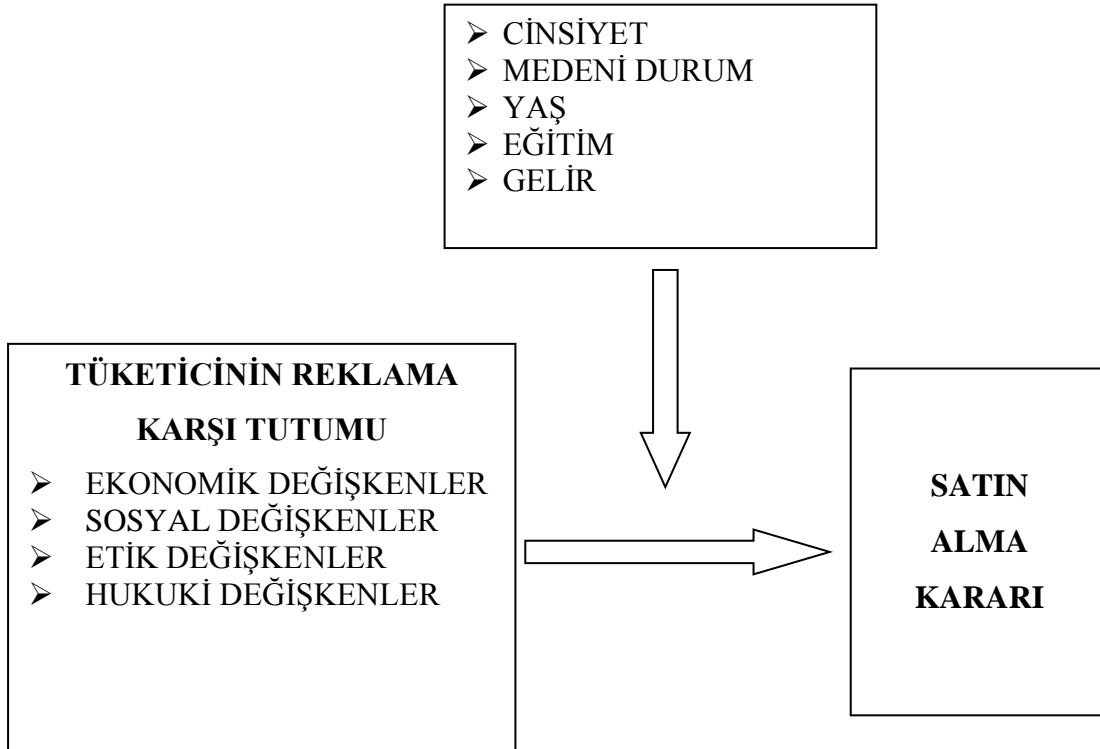 ➢ CİNSİYET
➢ MEDENİ DURUM
➢ YAŞ
➢ EĞİTİM
➢ GELİR
TÜKETİCİNİN REKLAMA
KARŞI TUTUMU
➢ EKONOMİK DEĞİŞKENLER
➢ SOSYAL DEĞİŞKENLER
➢ ETİK DEĞİŞKENLER
➢ HUKUKİ DEĞİŞKENLER
SATIN
ALMA
KARARI